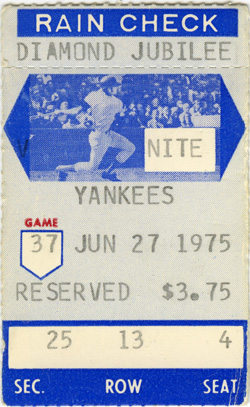 RAIN CHECK
DIAMOND JUBILEE
V NITE
YANKEES
GAME
37 JUN 27 1975
RESERVED $3.75
25 13 4
SEC. ROW SEAT